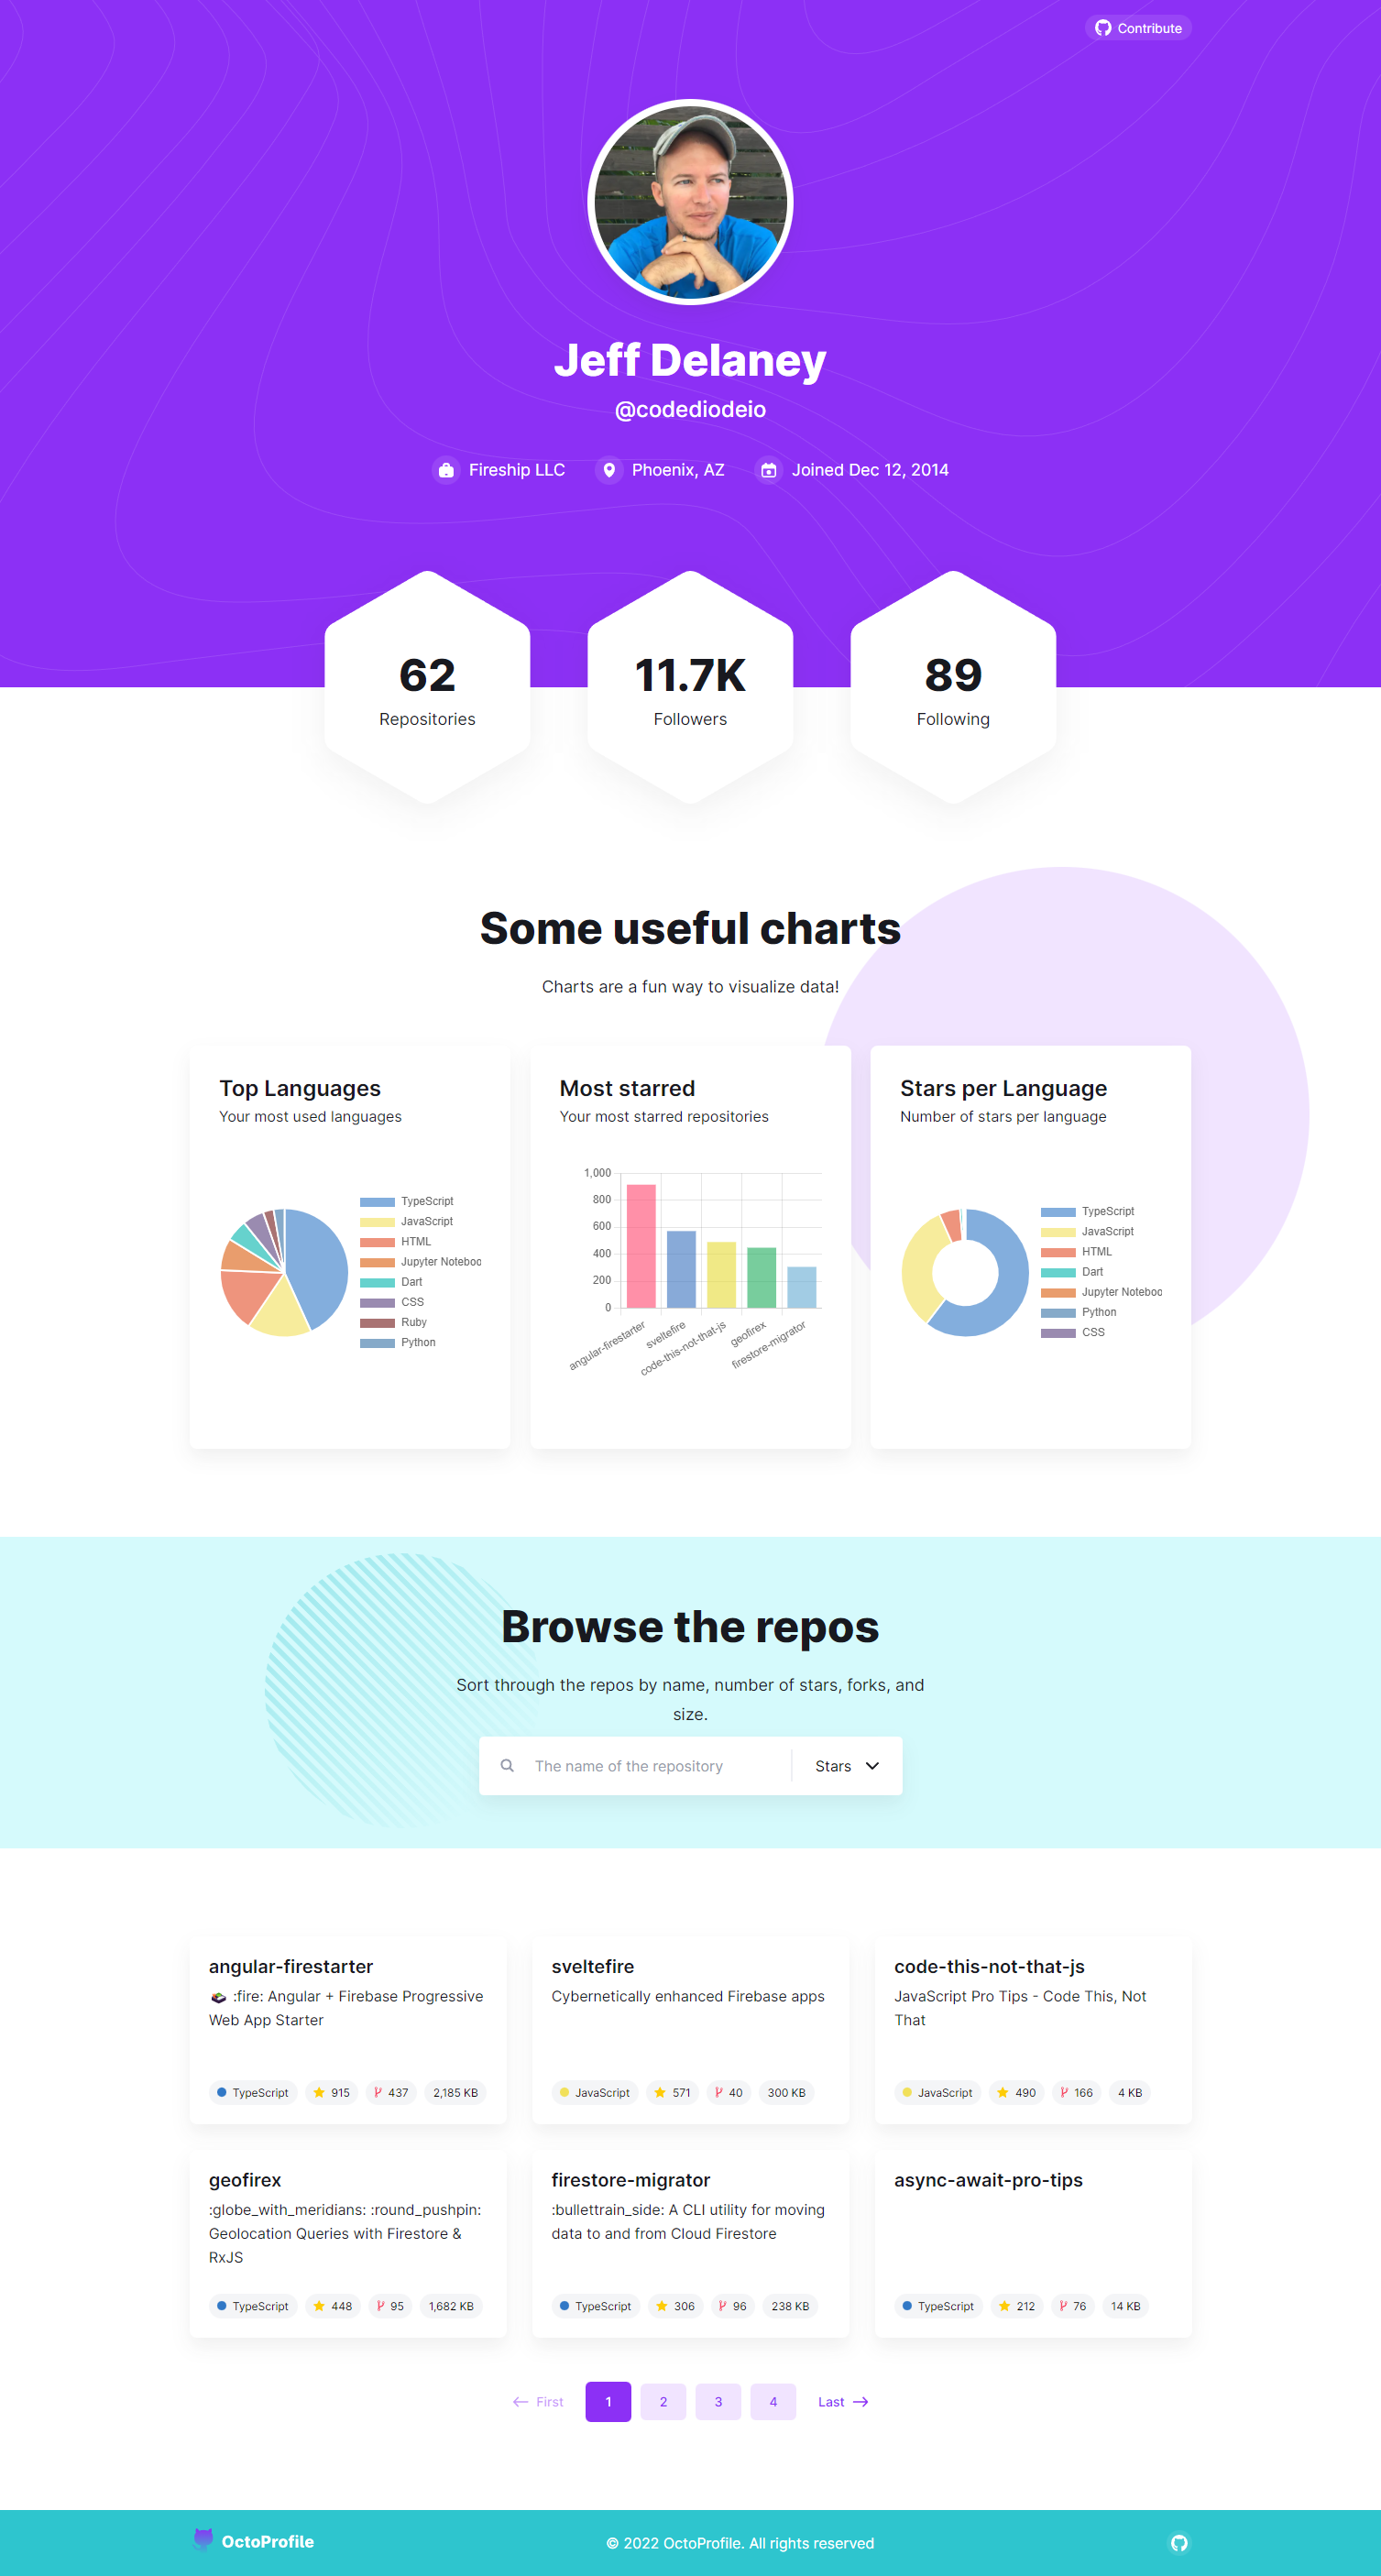 Contribute
Jeff Delaney
@codediodeio
Fireship LLC
Phoenix, AZ
Joined Dec 12, 2014
62
Repositories
11.7K
Followers
89
Following
Some useful charts
Charts are a fun way to visualize data!
Top Languages
Your most used languages
TypeScript
JavaScript
HTML
Jupyter Noteboo
Dart
CSS
Ruby
Python
Most starred
Your most starred repositories
1,000
800
600
400
200
0
angular-firestarter
sveltefire
code-this-not-that-js
geofirex
firestore-migrator
Stars per Language
Number of stars per language
TypeScript
JavaScript
HTML
Dart
Jupyter Noteboo
Python
CSS
Browse the repos
Sort through the repos by name, number of stars, forks, and
size.
The name of the repository
Stars
angular-firestarter
:fire: Angular + Firebase Progressive
Web App Starter
TypeScript 915 437 2,185 KB
sveltefire
Cybernetically enhanced Firebase apps
JavaScript 571 40 300 KB
code-this-not-that-js
JavaScript Pro Tips - Code This, Not
That
JavaScript 490 166 4 KB
geofirex
:globe_with_meridians: :round_pushpin:
Geolocation Queries with Firestore &
RxJS
TypeScript 448 95 1,682 KB
firestore-migrator
:bullettrain_side: A CLI utility for moving
data to and from Cloud Firestore
TypeScript 306 96 238 KB
async-await-pro-tips
TypeScript 212 76 14 KB
First 1 2 3 4 Last
OctoProfile
© 2022 OctoProfile. All rights reserved